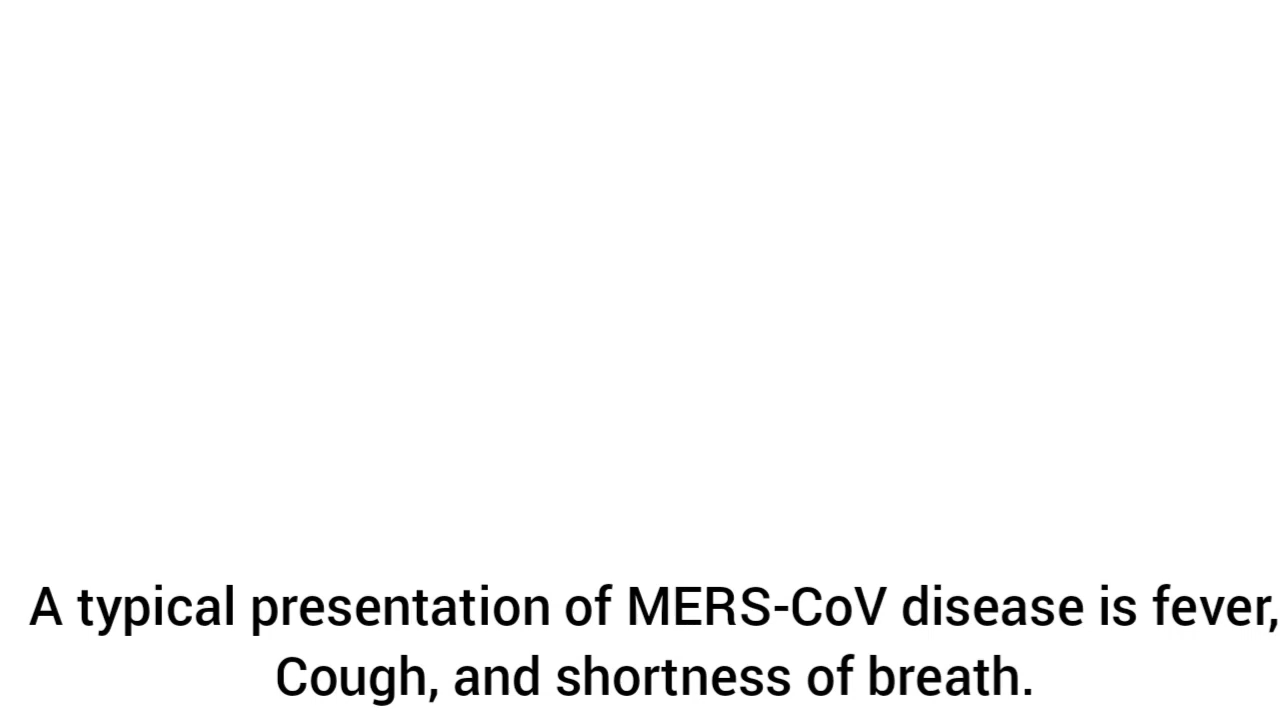 A typical presentation of MERS-CoV disease is fever,
Cough, and shortness of breath.